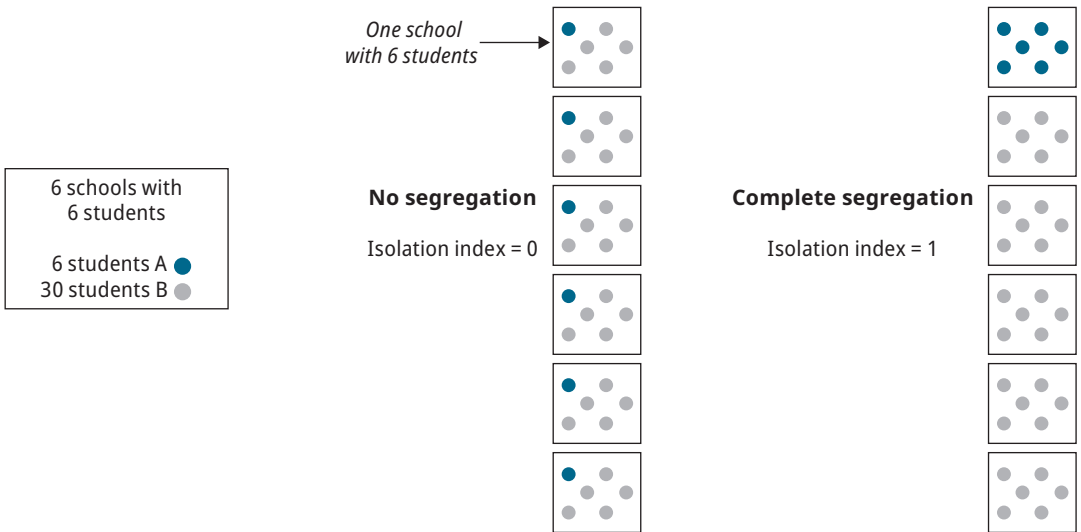 One school
with 6 students
6 schools with
6 students
6 students A
30 students B
No segregation
Isolation index = 0
Complete segregation
Isolation index = 1